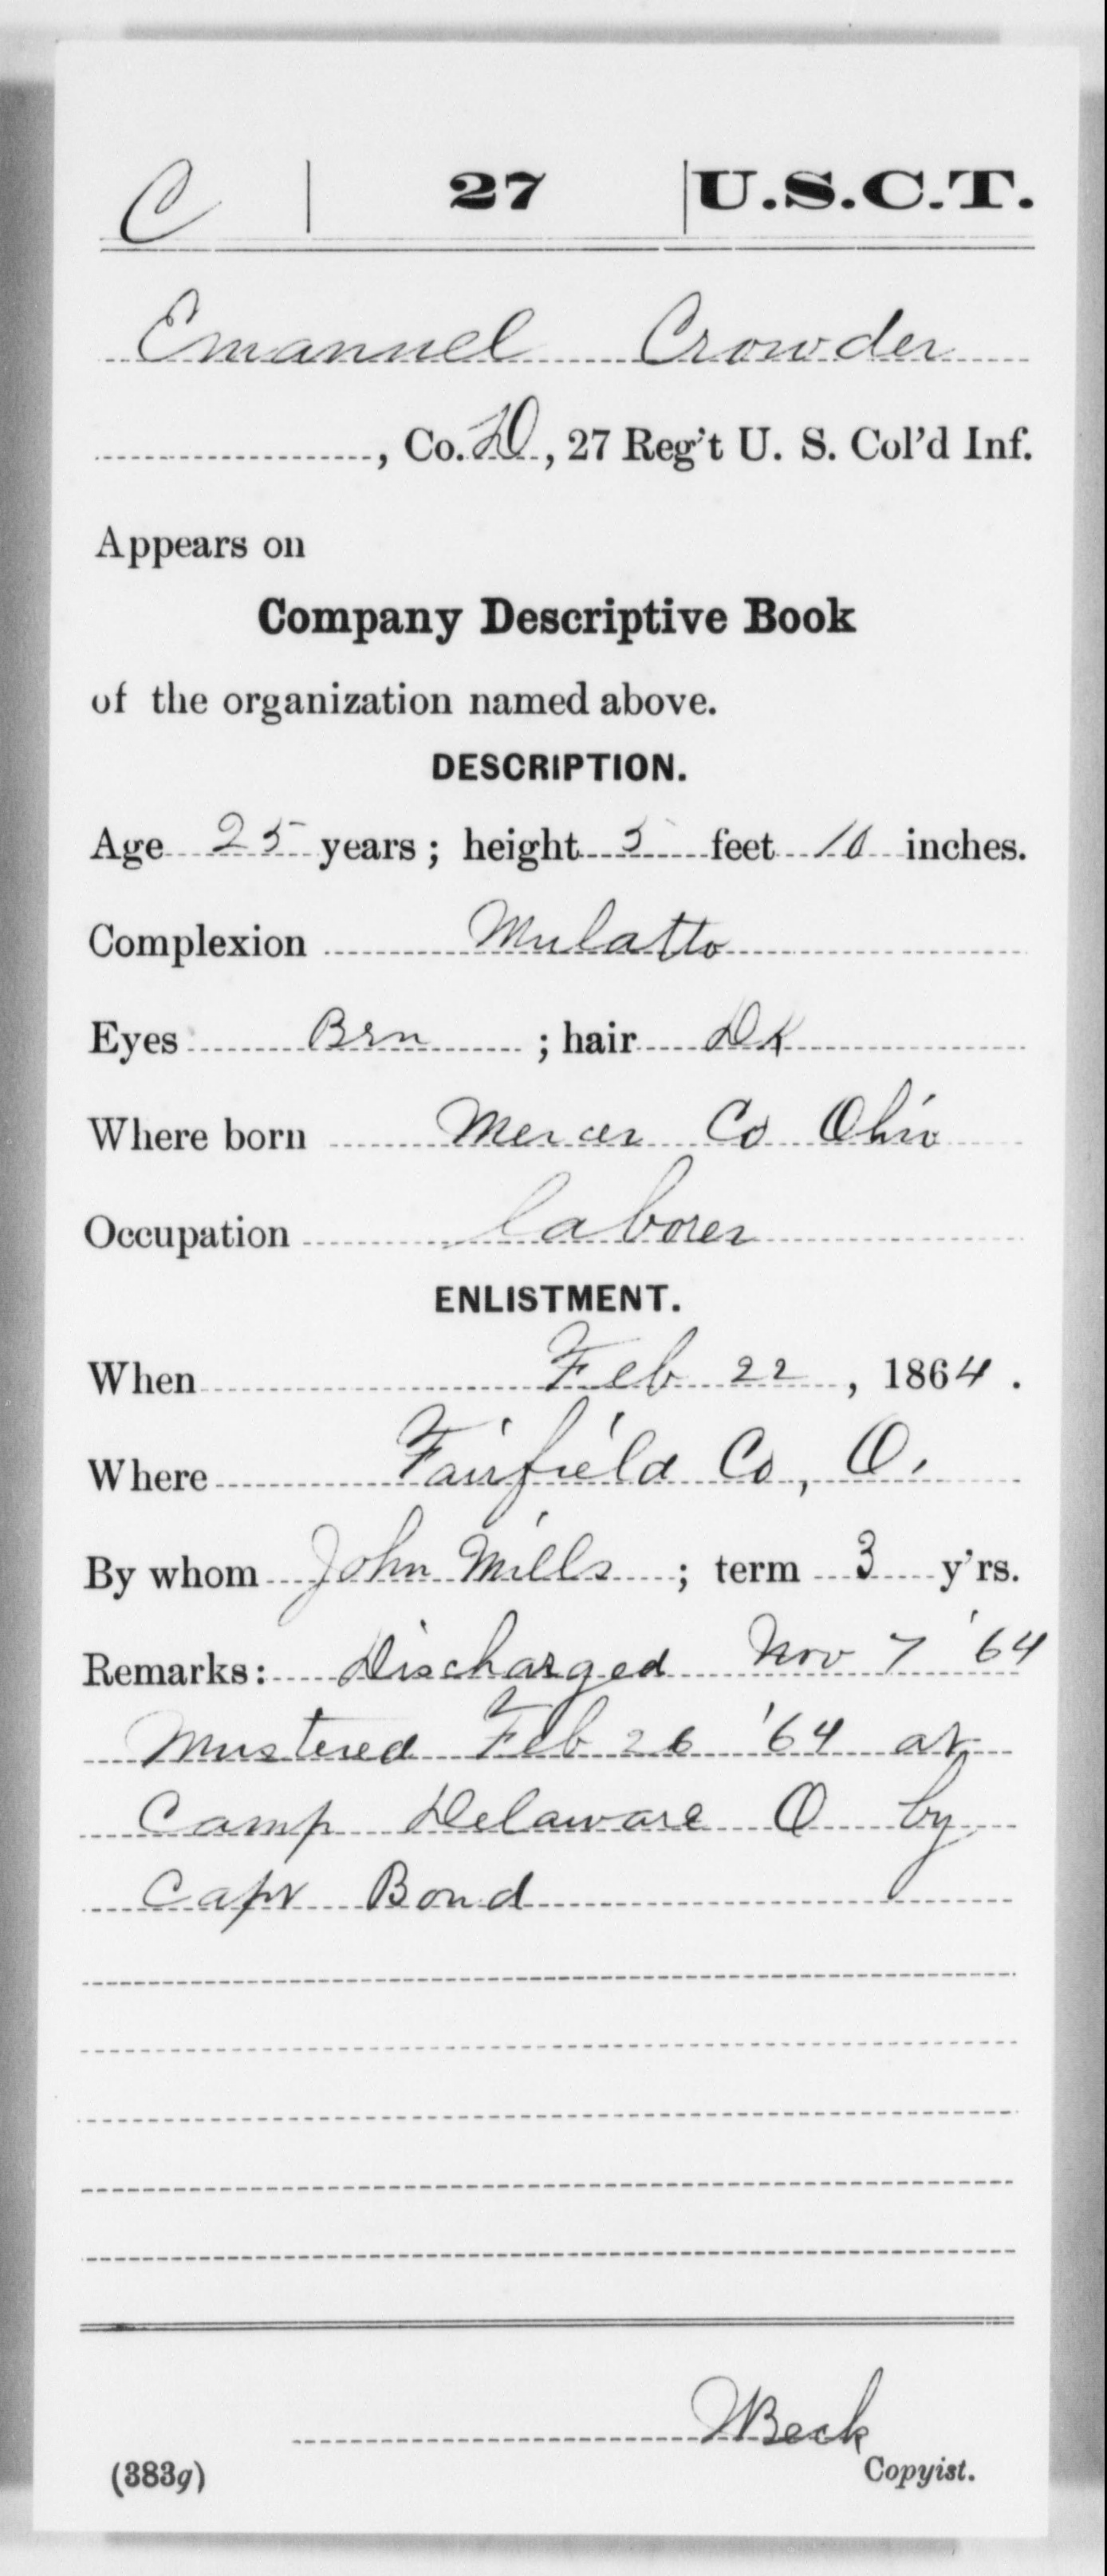 C 27 U.S.C.T.
Emanuel Crowder
, Co. D, 27 Reg't U. S. Col'd Inf.
Appears on
Company Descriptive Book
of the organization named above.
DESCRIPTION.
Age 25 years; height 5 feet 10 inches.
Complexion Mulatto
Eyes Brn ; hair Dk
Where born Mercer Co Ohio
Occupation laborer
ENLISTMENT.
When Feb 22, 1864.
Where Fairfield Co, O.
By whom John Mills; term 3 y'rs.
Remarks: Discharged Nov 7 '64
Mustered Feb 26 '64 at
Camp Delaware O by
Capt Bond
Beck
(383g) Copyist.